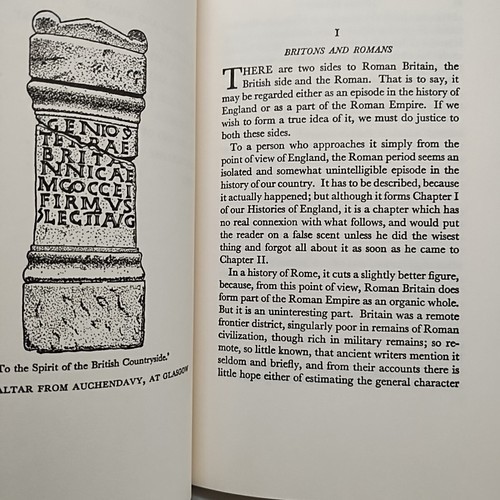 GENIO
TERRAE
BRITA
NNICAE
M COCCEI
FIRMVS
LEG II AVG
To the Spirit of the British Countryside.'
ALTAR FROM AUCHENDAVY, AT GLASGOW
I
BRITONS AND ROMANS
THERE are two sides to Roman Britain, the
British side and the Roman. That is to say, it
may be regarded either as an episode in the history of
England or as a part of the Roman Empire. If we
wish to form a true idea of it, we must do justice to
both these sides.
To a person who approaches it simply from the
point of view of England, the Roman period seems an
isolated and somewhat unintelligible episode in the
history of our country. It has to be described, because
it actually happened; but although it forms Chapter I
of our Histories of England, it is a chapter which has
no real connexion with what follows, and would put
the reader on a false scent unless he did the wisest
thing and forgot all about it as soon as he came to
Chapter II.
In a history of Rome, it cuts a slightly better figure,
because, from this point of view, Roman Britain does
form part of the Roman Empire as an organic whole.
But it is an uninteresting part. Britain was a remote
frontier district, singularly poor in remains of Roman
civilization, though rich in military remains; so re-
mote, so little known, that ancient writers mention it
seldom and briefly, and from their accounts there is
little hope either of estimating the general character